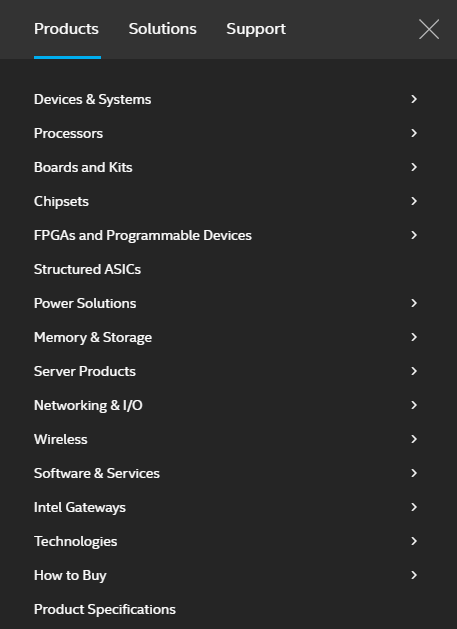 Products Solutions Support
Devices & Systems
Processors
Boards and Kits
Chipsets
FPGAs and Programmable Devices
Structured ASICs
Power Solutions
Memory & Storage
Server Products
Networking & I/O
Wireless
Software & Services
Intel Gateways
Technologies
How to Buy
Product Specifications